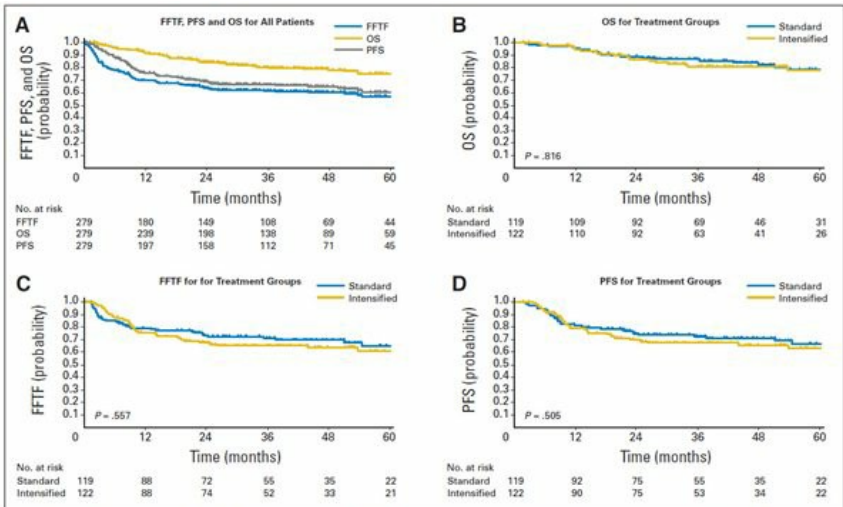 A
FFTF, PFS and OS for All Patients
FFTF
OS
PFS
FFTF, PFS, and OS
(probability)
1.0
0.9
0.8
0.7
0.6
0.5
0.4
0.3
0.2
0.1
12 24 36 48 60
Time (months)
No. at risk
FFTF 279 180 149 108 69 44
OS 279 239 198 138 89 59
PFS 279 197 158 112 71 45
B
OS for Treatment Groups
Standard
Intensified
OS (probability)
1.0
0.9
0.8
0.7
0.6
0.5
0.4
0.3
0.2
0.1
P = .816
12 24 36 48 60
Time (months)
No. at risk
Standard 119 109 92 69 46 31
Intensified 122 110 92 63 41 26
C
FFTF for for Treatment Groups
Standard
Intensified
FFTF (probability)
1.0
0.9
0.8
0.7
0.6
0.5
0.4
0.3
0.2
0.1
P = .557
12 24 36 48 60
Time (months)
No. at risk
Standard 119 88 72 55 35 22
Intensified 122 88 74 52 33 21
D
PFS for Treatment Groups
Standard
Intensified
PFS (probability)
1.0
0.9
0.8
0.7
0.6
0.5
0.4
0.3
0.2
0.1
P = .505
12 24 36 48 60
Time (months)
No. at risk
Standard 119 92 75 55 35 22
Intensified 122 90 75 53 34 22